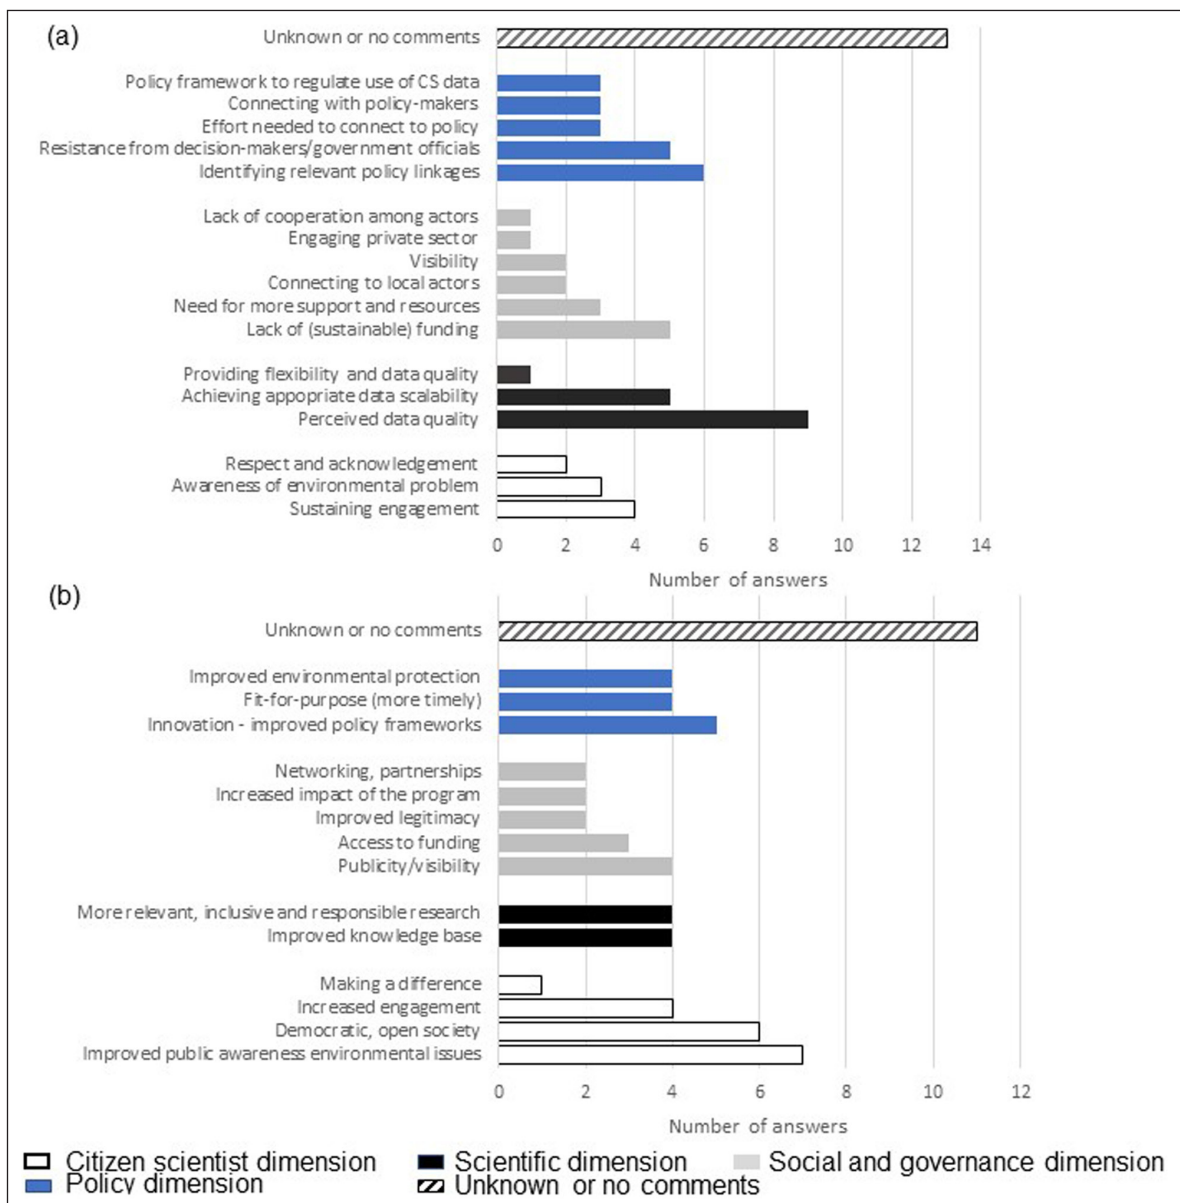 (a)
Unknown or no comments
Policy framework to regulate use of CS data
Connecting with policy-makers
Effort needed to connect to policy
Resistance from decision-makers/government officials
Identifying relevant policy linkages
Lack of cooperation among actors
Engaging private sector
Visibility
Connecting to local actors
Need for more support and resources
Lack of (sustainable) funding
Providing flexibility and data quality
Achieving appopriate data scalability
Perceived data quality
Respect and acknowledgement
Awareness of environmental problem
Sustaining engagement
0 2 4 6 8 10 12 14
Number of answers
(b)
Unknown or no comments
Improved environmental protection
Fit-for-purpose (more timely)
Innovation - improved policy frameworks
Networking, partnerships
Increased impact of the program
Improved legitimacy
Access to funding
Publicity/visibility
More relevant, inclusive and responsible research
Improved knowledge base
Making a difference
Increased engagement
Democratic, open society
Improved public awareness environmental issues
0 2 4 6 8 10 12
Number of answers
Citizen scientist dimension Scientific dimension Social and governance dimension
Policy dimension Unknown or no comments